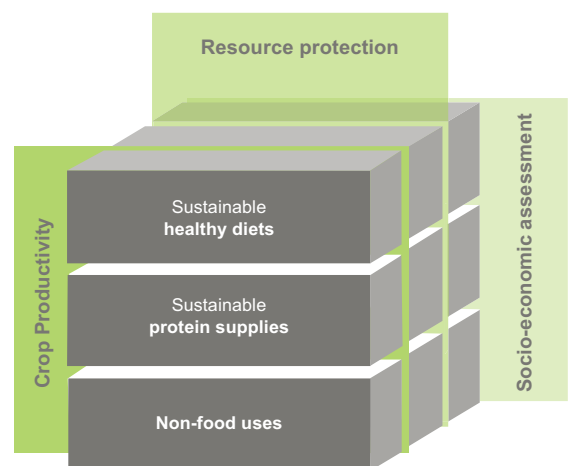 Resource protection
Crop Productivity
Socio-economic assessment
Sustainable
healthy diets
Sustainable
protein supplies
Non-food uses